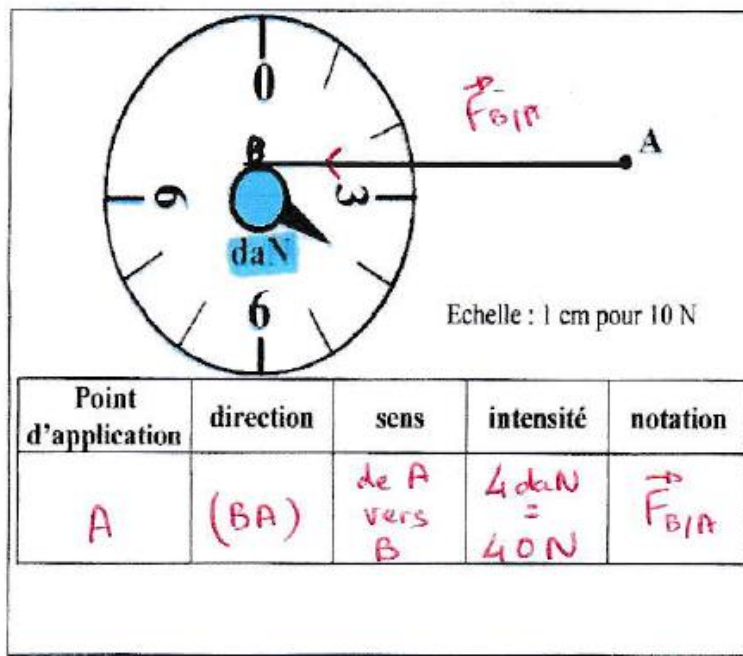 0
F⃗ B/A
B
A
9
3
daN
6
Echelle : 1 cm pour 10 N
Point d'application
direction
sens
intensité
notation
A
(BA)
de A
vers
B
4 daN
=
40N
F⃗ B/A